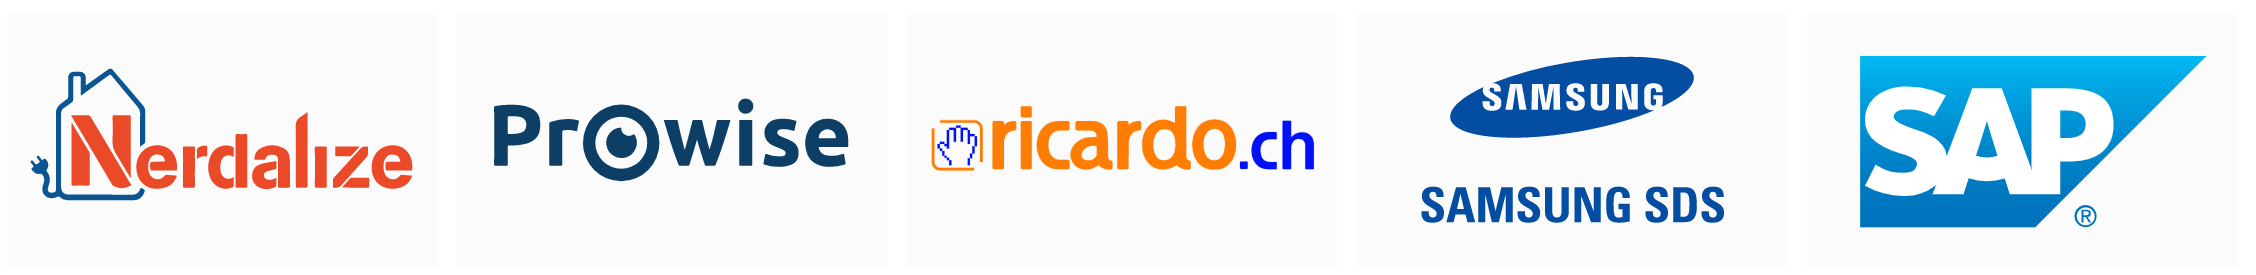 Nerdalize
Prowise
ricardo.ch
SAMSUNG
SAMSUNG SDS
SAP
®